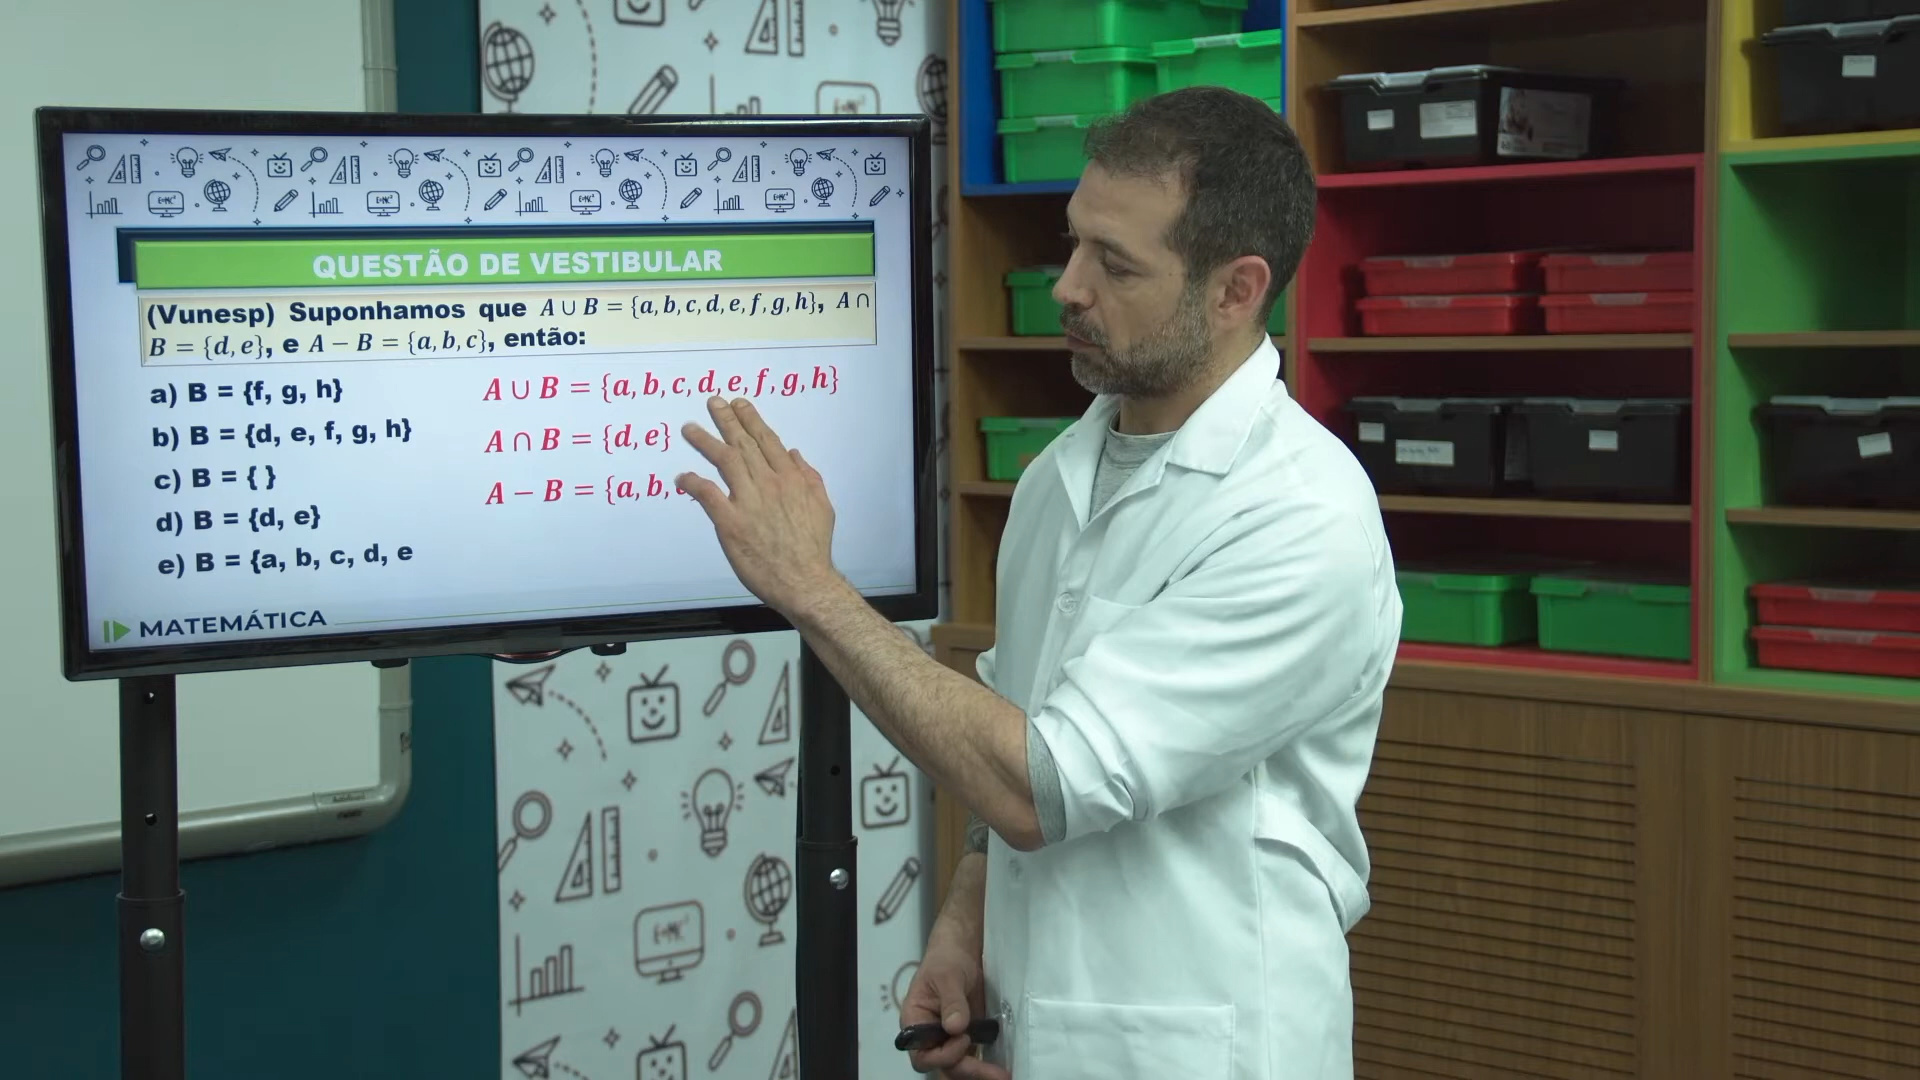 QUESTÃO DE VESTIBULAR
(Vunesp) Suponhamos que A ∪ B = {a, b, c, d, e, f, g, h}, A ∩
B = {d, e}, e A − B = {a, b, c}, então:
a) B = {f, g, h}
b) B = {d, e, f, g, h}
c) B = { }
d) B = {d, e}
e) B = {a, b, c, d, e
A ∪ B = {a, b, c, d, e, f, g, h}
A ∩ B = {d, e}
A − B = {a, b,
MATEMÁTICA